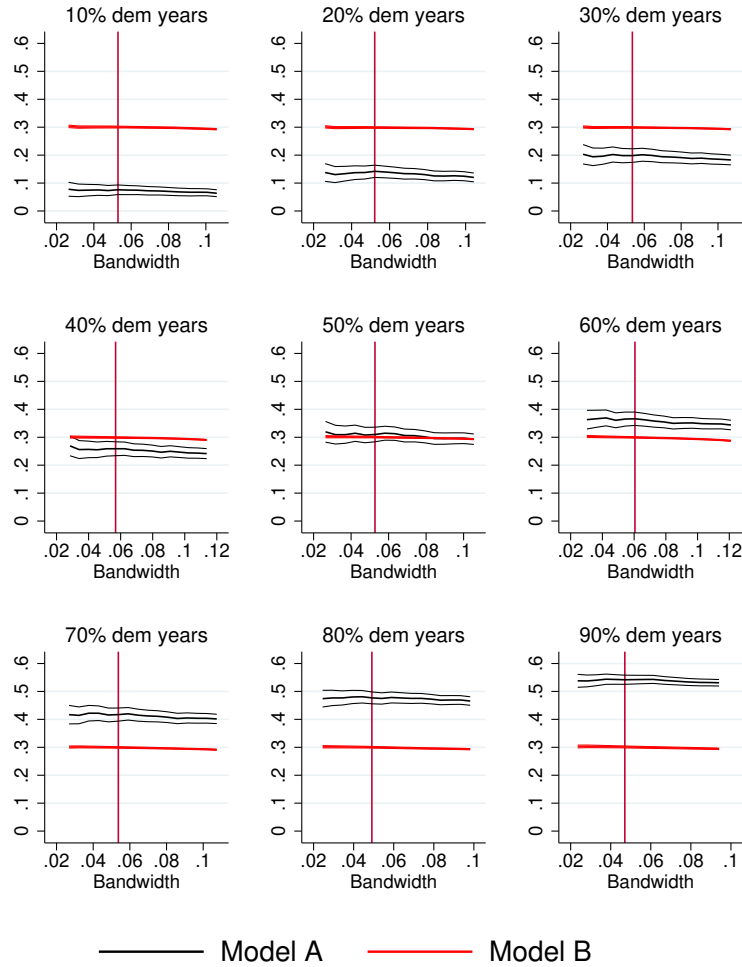 10% dem years 20% dem years 30% dem years
0 .1 .2 .3 .4 .5 .6
.02 .04 .06 .08 .1
Bandwidth
0 .1 .2 .3 .4 .5 .6
.02 .04 .06 .08 .1
Bandwidth
0 .1 .2 .3 .4 .5 .6
.02 .04 .06 .08 .1
Bandwidth
40% dem years 50% dem years 60% dem years
0 .1 .2 .3 .4 .5 .6
.02 .04 .06 .08 .1 .12
Bandwidth
0 .1 .2 .3 .4 .5 .6
.02 .04 .06 .08 .1
Bandwidth
0 .1 .2 .3 .4 .5 .6
.02 .04 .06 .08 .1 .12
Bandwidth
70% dem years 80% dem years 90% dem years
0 .1 .2 .3 .4 .5 .6
.02 .04 .06 .08 .1
Bandwidth
0 .1 .2 .3 .4 .5 .6
.02 .04 .06 .08 .1
Bandwidth
0 .1 .2 .3 .4 .5 .6
.02 .04 .06 .08 .1
Bandwidth
Model A Model B